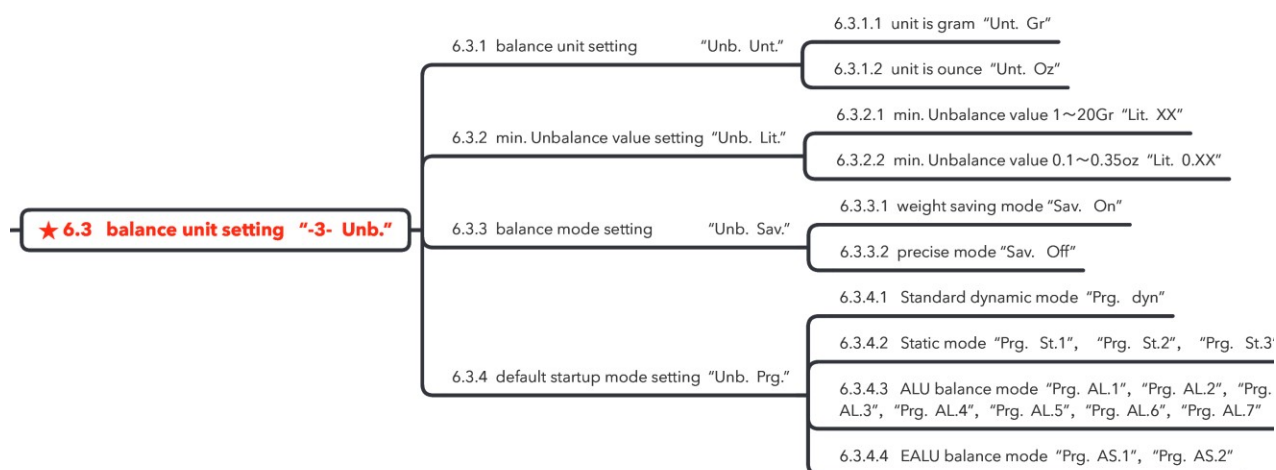 ★ 6.3 balance unit setting "-3- Unb."
6.3.1 balance unit setting "Unb. Unt."
6.3.1.1 unit is gram "Unt. Gr"
6.3.1.2 unit is ounce "Unt. Oz"
6.3.2 min. Unbalance value setting "Unb. Lit."
6.3.2.1 min. Unbalance value 1～20Gr "Lit. XX"
6.3.2.2 min. Unbalance value 0.1～0.35oz "Lit. 0.XX"
6.3.3 balance mode setting "Unb. Sav."
6.3.3.1 weight saving mode "Sav. On"
6.3.3.2 precise mode "Sav. Off"
6.3.4 default startup mode setting "Unb. Prg."
6.3.4.1 Standard dynamic mode "Prg. dyn"
6.3.4.2 Static mode "Prg. St.1", "Prg. St.2", "Prg. St.3"
6.3.4.3 ALU balance mode "Prg. AL.1", "Prg. AL.2", "Prg.
AL.3", "Prg. AL.4", "Prg. AL.5", "Prg. AL.6", "Prg. AL.7"
6.3.4.4 EALU balance mode "Prg. AS.1", "Prg. AS.2"